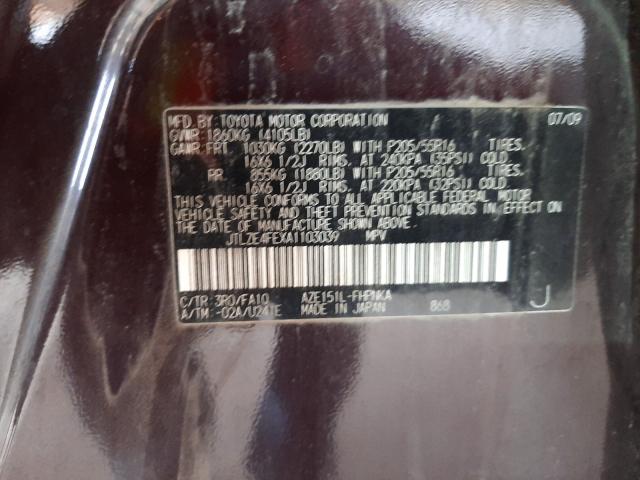 MFD. BY: TOYOTA MOTOR CORPORATION 07/09
GVWR: 1860KG (4105LB)
GAWR: FRT 1030KG (2270LB) WITH P205/55R16 TIRES,
16X6 1/2J RIMS, AT 240KPA (35PSI) COLD
RR 855KG (1880LB) WITH P205/55R16 TIRES,
16X6 1/2J RIMS, AT 220KPA (32PSI) COLD
THIS VEHICLE CONFORMS TO ALL APPLICABLE FEDERAL MOTOR
VEHICLE SAFETY AND THEFT PREVENTION STANDARDS IN EFFECT ON
THE DATE OF MANUFACTURE SHOWN ABOVE.
JTLZE4FEXA1103039 MPV
C/TR: 3R0/FA10 AZE151L-FHPNKA
A/TM: -02A/U241E MADE IN JAPAN 868 J